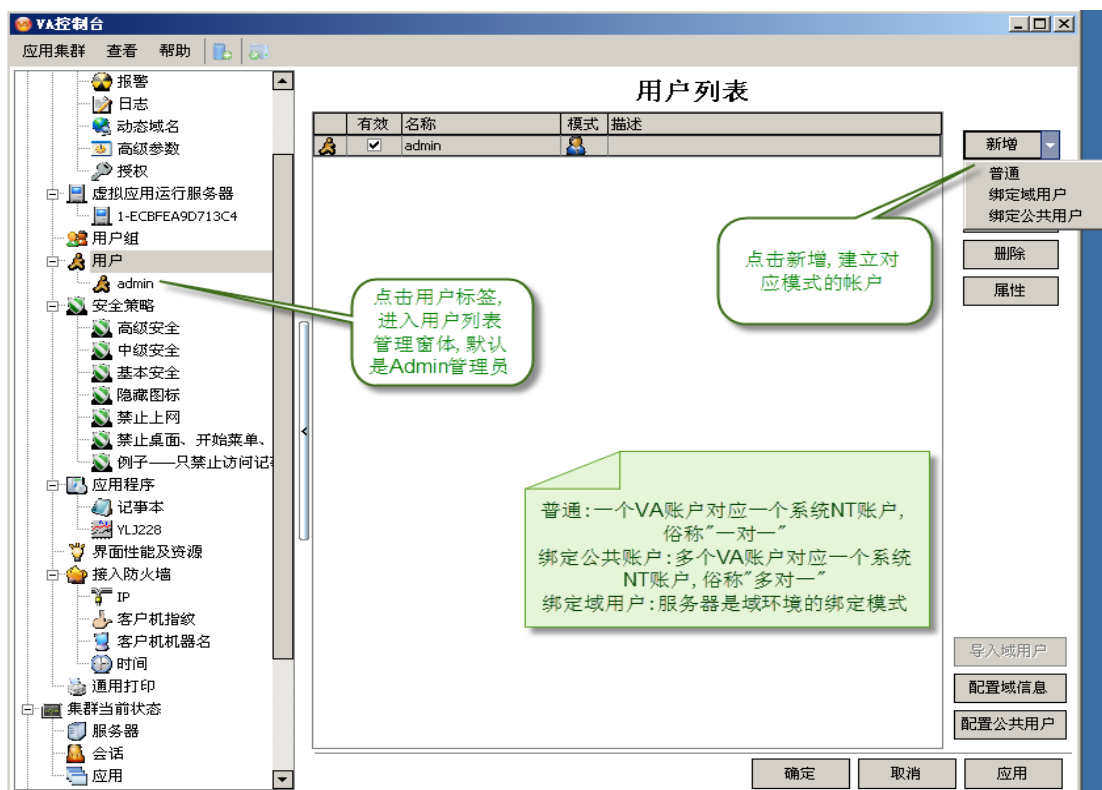 VA控制台
应用集群 查看 帮助
报警
日志
动态域名
高级参数
授权
虚拟应用运行服务器
1-ECBFEA9D713C4
用户组
用户
admin
安全策略
高级安全
中级安全
基本安全
隐藏图标
禁止上网
禁止桌面、开始菜单、
例子——只禁止访问记
应用程序
记事本
YLJ228
界面性能及资源
接入防火墙
IP
客户机指纹
客户机机器名
时间
通用打印
集群当前状态
服务器
会话
应用
用户列表
有效 名称 模式 描述
admin
新增
普通
绑定域用户
绑定公共用户
删除
属性
点击新增,建立对
应模式的帐户
点击用户标签,
进入用户列表
管理窗体,默认
是Admin管理员
普通:一个VA账户对应一个系统NT账户,
俗称"一对一"
绑定公共账户:多个VA账户对应一个系统
NT账户,俗称"多对一"
绑定域用户:服务器是域环境的绑定模式
导入域用户
配置域信息
配置公共用户
确定 取消 应用